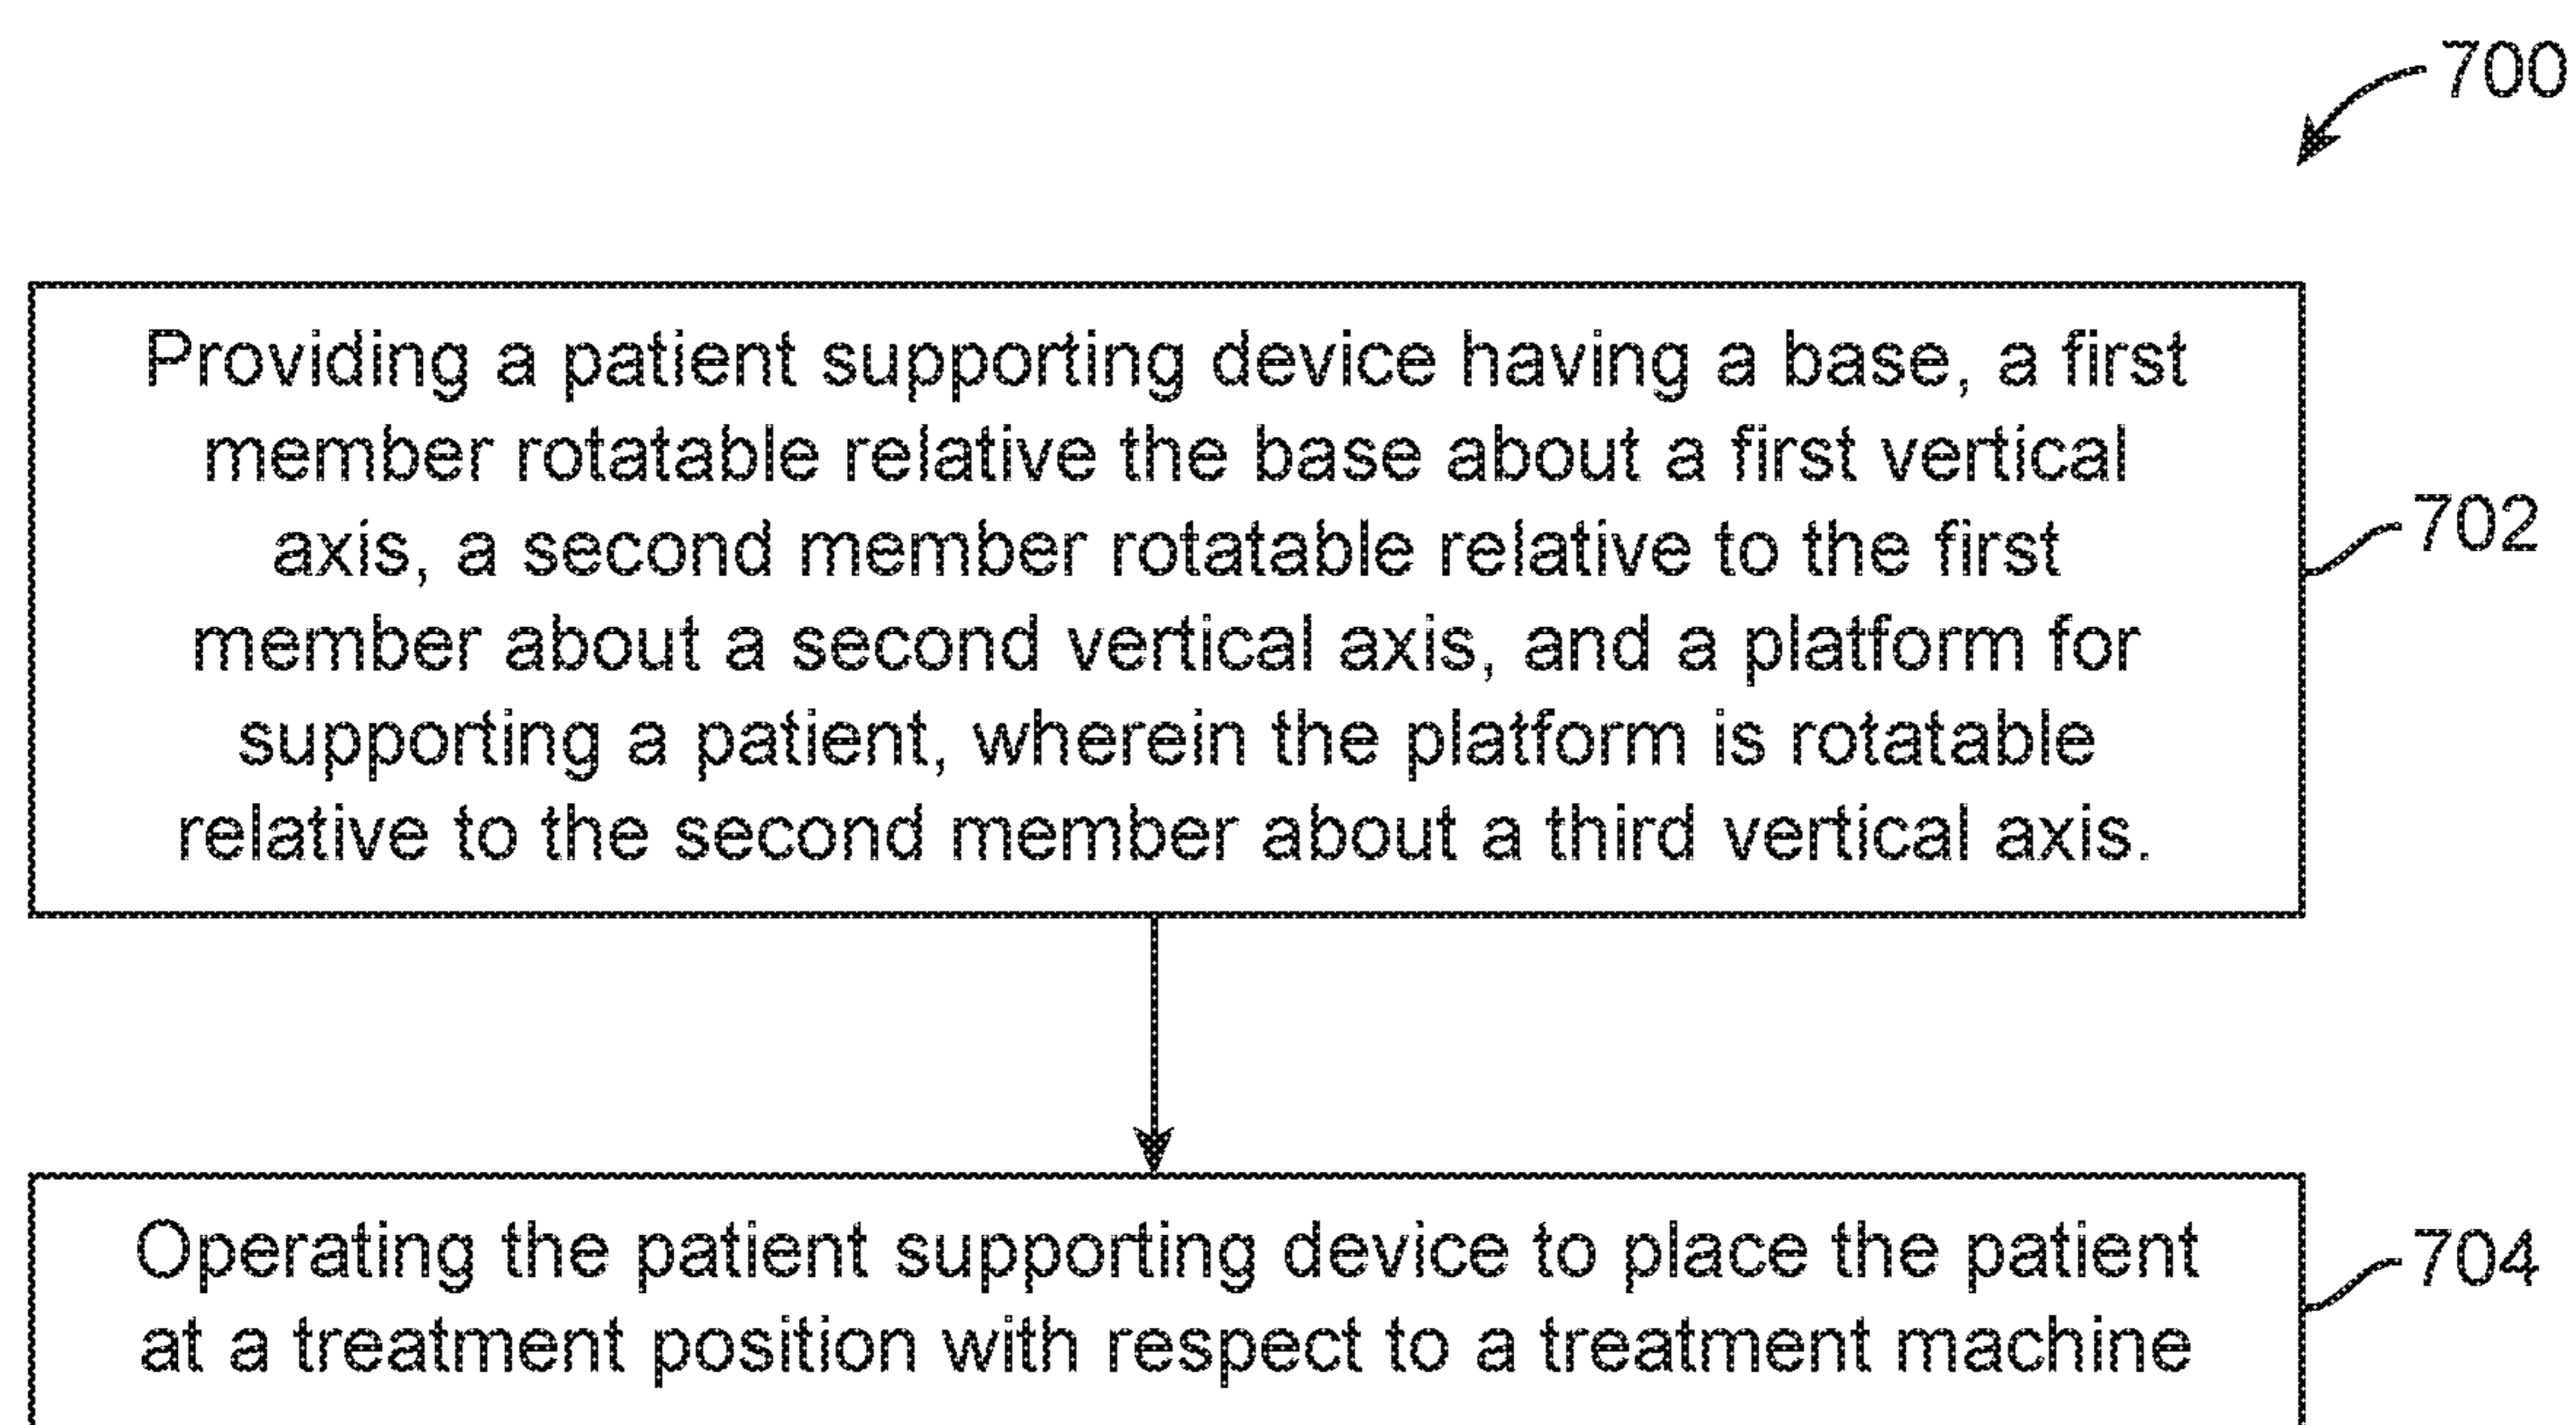 700
Providing a patient supporting device having a base, a first
member rotatable relative the base about a first vertical
axis, a second member rotatable relative to the first
member about a second vertical axis, and a platform for
supporting a patient, wherein the platform is rotatable
relative to the second member about a third vertical axis.
702
Operating the patient supporting device to place the patient
at a treatment position with respect to a treatment machine
704